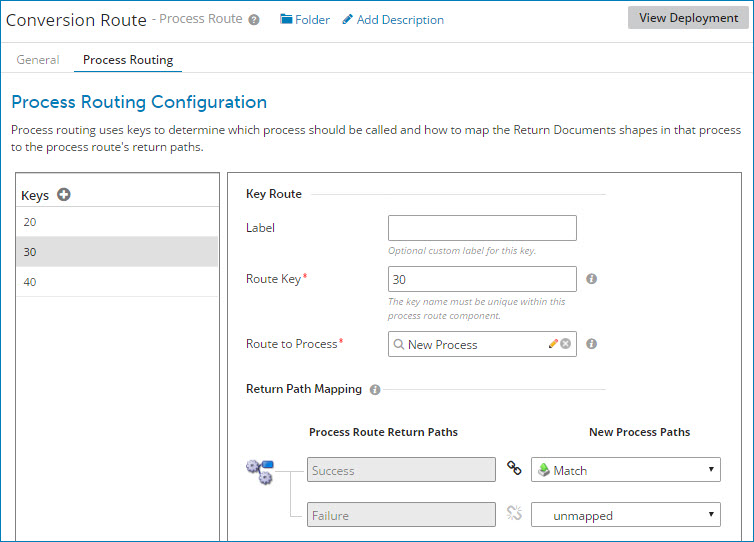 Conversion Route - Process Route Folder Add Description View Deployment
General Process Routing
Process Routing Configuration
Process routing uses keys to determine which process should be called and how to map the Return Documents shapes in that process
to the process route's return paths.
Keys
20
30
40
Key Route
Label
Optional custom label for this key.
Route Key* 30
The key name must be unique within this
process route component.
Route to Process* New Process
Return Path Mapping
Process Route Return Paths New Process Paths
Success Match
Failure unmapped